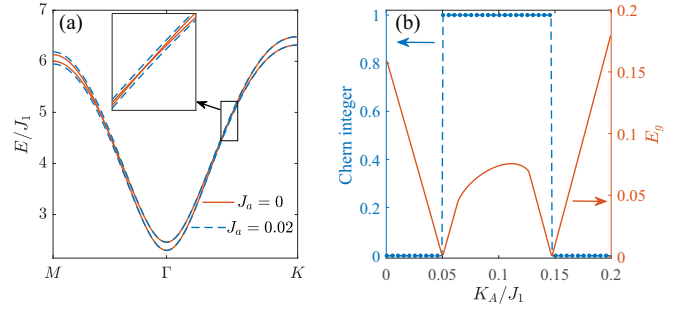 (a)
7
6
5
4
3
E/J₁
M
Γ
K
Jₐ = 0
Jₐ = 0.02
(b)
1
0.8
0.6
0.4
0.2
0
Chern integer
0
0.05
0.1
0.15
0.2
K_A/J₁
0.2
0.15
0.1
0.05
0
E_g